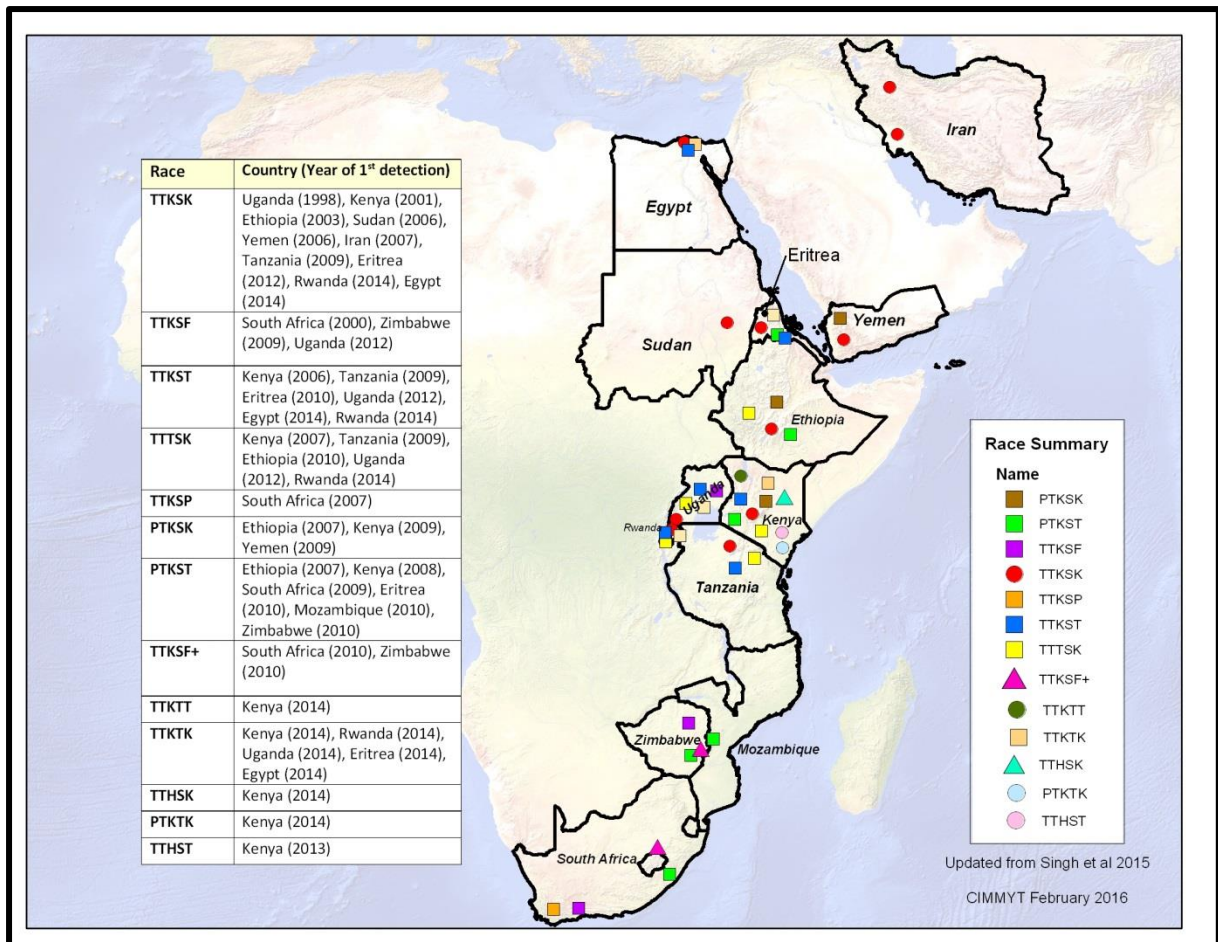 Race Country (Year of 1st detection)
TTKSK Uganda (1998), Kenya (2001),
Ethiopia (2003), Sudan (2006),
Yemen (2006), Iran (2007),
Tanzania (2009), Eritrea
(2012), Rwanda (2014), Egypt
(2014)
TTKSF South Africa (2000), Zimbabwe
(2009), Uganda (2012)
TTKST Kenya (2006), Tanzania (2009),
Eritrea (2010), Uganda (2012),
Egypt (2014), Rwanda (2014)
TTTSK Kenya (2007), Tanzania (2009),
Ethiopia (2010), Uganda
(2012), Rwanda (2014)
TTKSP South Africa (2007)
PTKSK Ethiopia (2007), Kenya (2009),
Yemen (2009)
PTKST Ethiopia (2007), Kenya (2008),
South Africa (2009), Eritrea
(2010), Mozambique (2010),
Zimbabwe (2010)
TTKSF+ South Africa (2010), Zimbabwe
(2010)
TTKTT Kenya (2014)
TTKTK Kenya (2014), Rwanda (2014),
Uganda (2014), Eritrea (2014),
Egypt (2014)
TTHSK Kenya (2014)
PTKTK Kenya (2014)
TTHST Kenya (2013)
Iran
Egypt
Eritrea
Sudan
Yemen
Ethiopia
Uganda
Rwanda
Kenya
Tanzania
Zimbabwe
Mozambique
South Africa
Race Summary
Name
PTKSK
PTKST
TTKSF
TTKSK
TTKSP
TTKST
TTTSK
TTKSF+
TTKTT
TTKTK
TTHSK
PTKTK
TTHST
Updated from Singh et al 2015
CIMMYT February 2016